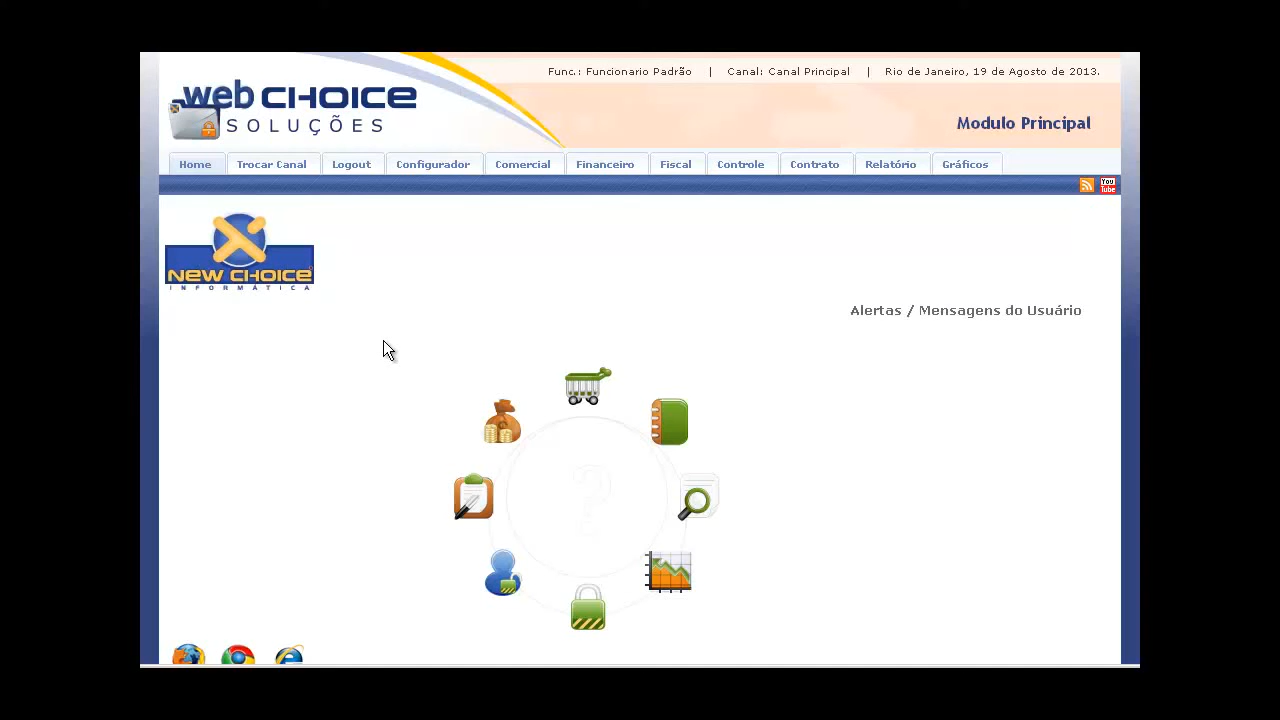 Func.: Funcionario Padrão | Canal: Canal Principal | Rio de Janeiro, 19 de Agosto de 2013.
web CHOICE
SOLUÇÕES
Modulo Principal
Home Trocar Canal Logout Configurador Comercial Financeiro Fiscal Controle Contrato Relatório Gráficos
You
Tube
NEW CHOICE
INFORMÁTICA
Alertas / Mensagens do Usuário
?